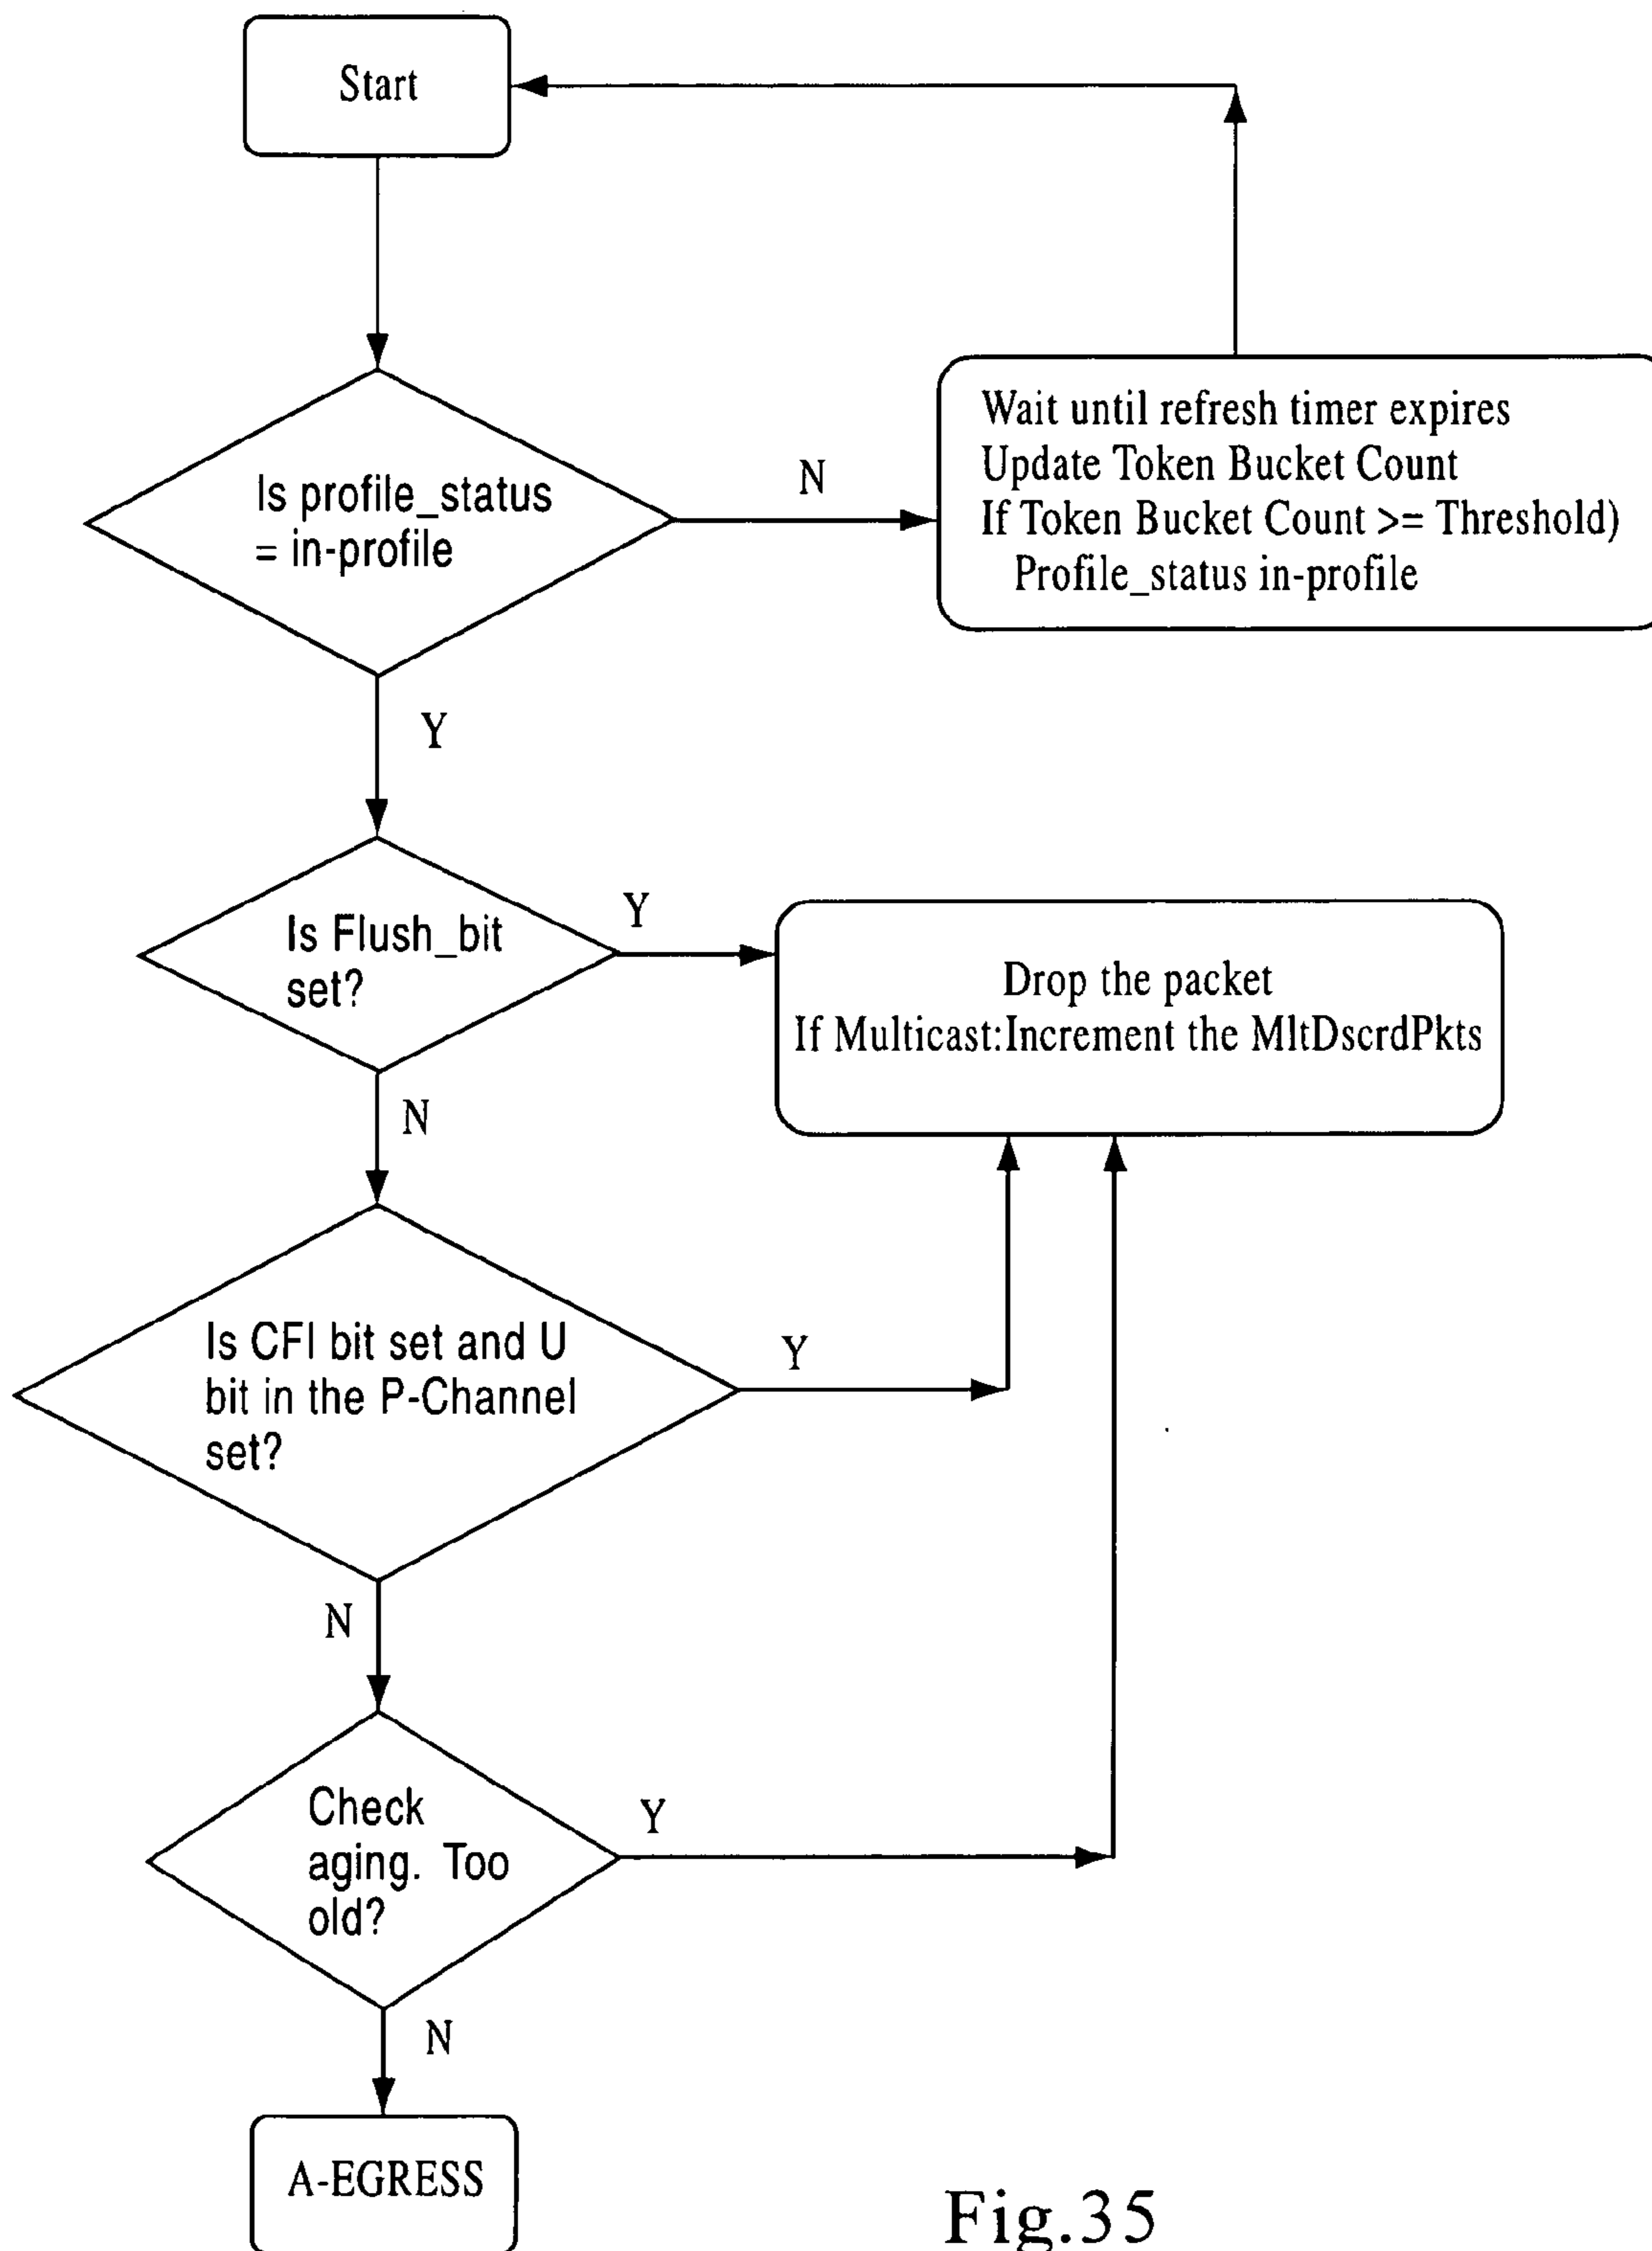 Start
Is profile_status
= in-profile
N
Wait until refresh timer expires
Update Token Bucket Count
If Token Bucket Count >= Threshold)
Profile_status in-profile
Y
Is Flush_bit
set?
Y
Drop the packet
If Multicast:Increment the MltDscrdPkts
N
Is CFI bit set and U
bit in the P-Channel
set?
Y
N
Check
aging. Too
old?
Y
N
A-EGRESS
Fig.35